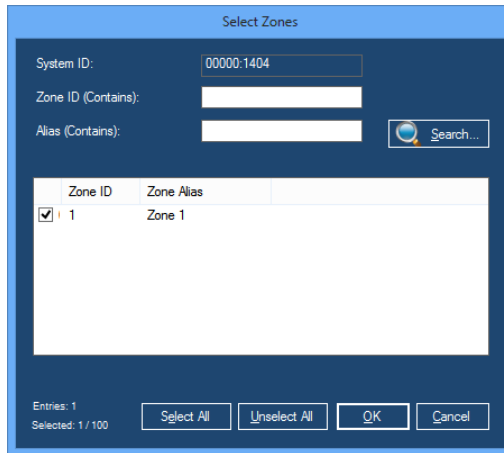 Select Zones
System ID: 00000:1404
Zone ID (Contains):
Alias (Contains): Search...
Zone ID Zone Alias
1 Zone 1
Entries: 1
Selected: 1 / 100
Select All Unselect All OK Cancel